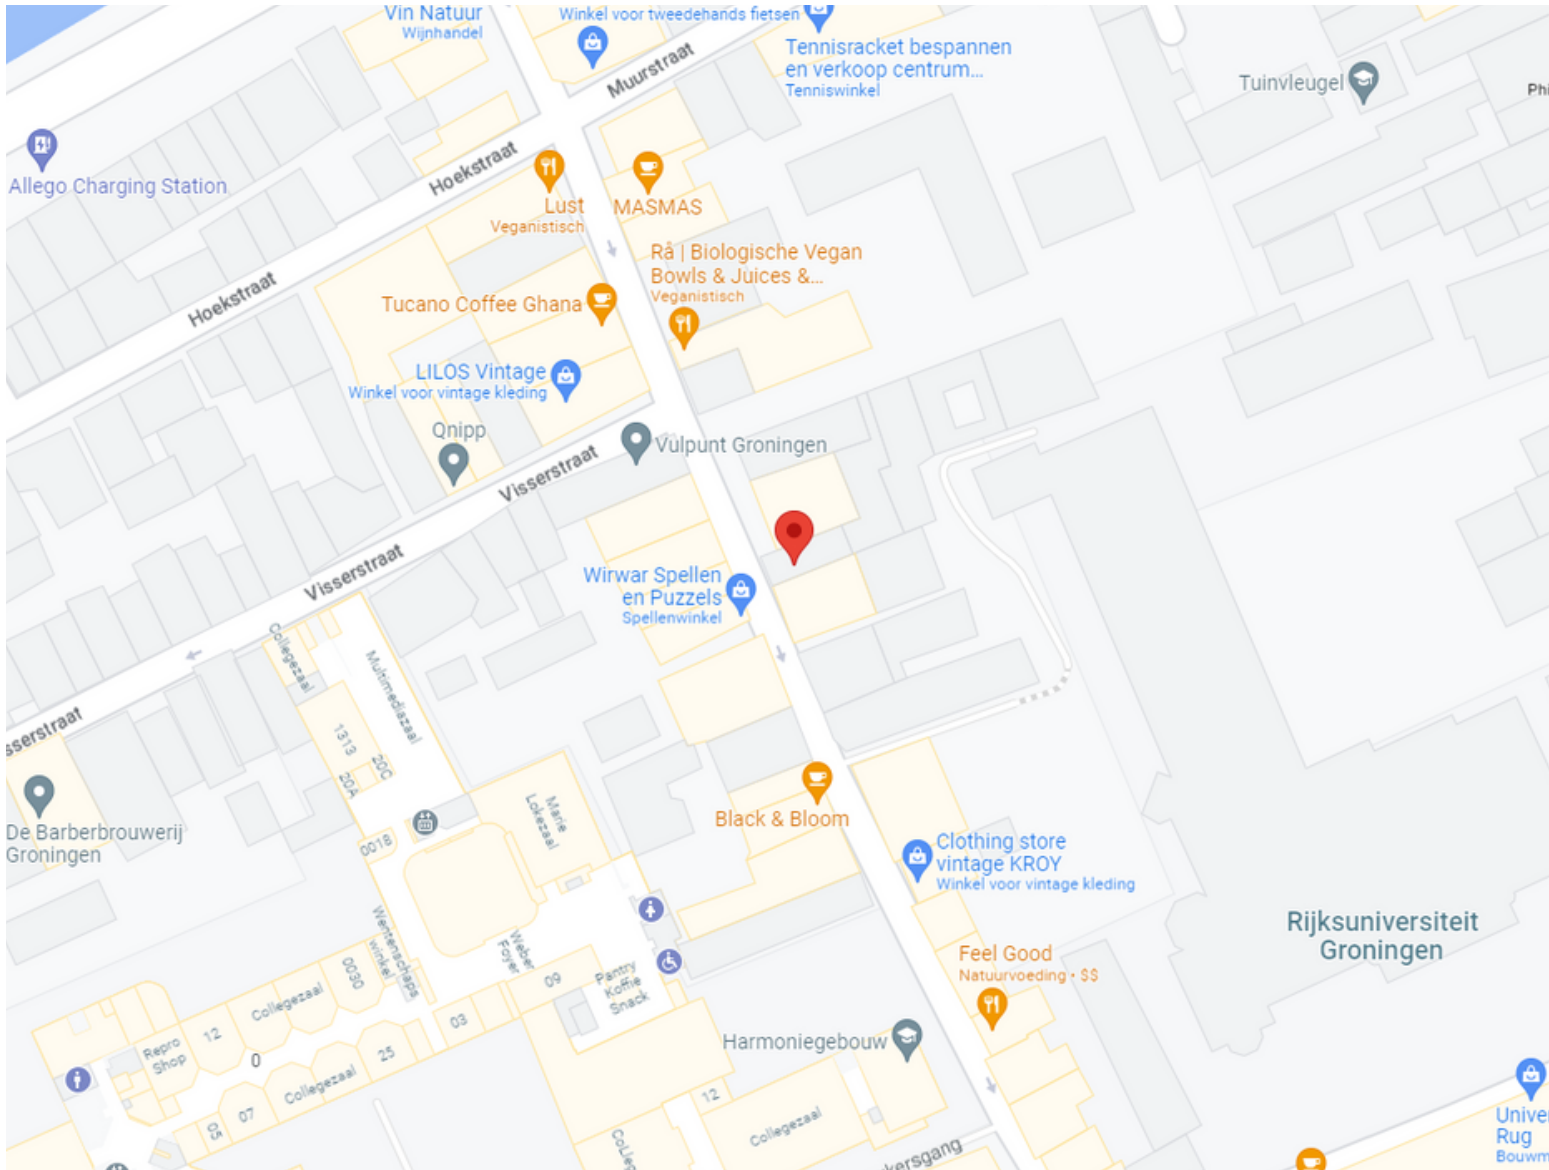 Vin Natuur
Wijnhandel
Winkel voor tweedehands fietsen
Muurstraat
Tennisracket bespannen
en verkoop centrum...
Tenniswinkel
Tuinvleugel
Phi
Allego Charging Station
Hoekstraat
Lust
Veganistisch
MASMAS
Rå | Biologische Vegan
Bowls & Juices &...
Veganistisch
Hoekstraat
Tucano Coffee Ghana
LILOS Vintage
Winkel voor vintage kleding
Qnipp
Vulpunt Groningen
Visserstraat
Visserstraat
Wirwar Spellen
en Puzzels
Spellenwinkel
Collegezaal
Multimediazaal
sserstraat
1313
20C
20A
De Barberbrouwerij
Groningen
Marie
Lokezaal
0018
Black & Bloom
Clothing store
vintage KROY
Winkel voor vintage kleding
Wentenschaps
winkel
Weber
Foyer
Rijksuniversiteit
Groningen
Feel Good
Natuurvoeding • $$
0030
09
Pantry
Koffie
Snack
Collegezaal
12
03
Repro
Shop
0
25
Harmoniegebouw
Collegezaal
07
05
12
Collegezaal
Colleg
kersgang
Univer
Rug
Bouwm